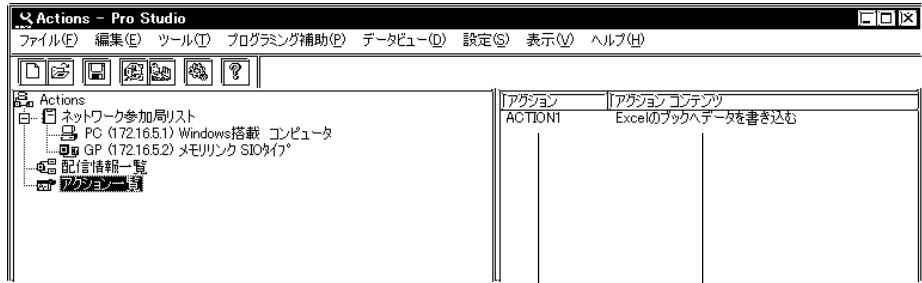 Actions - Pro Studio
ファイル(F) 編集(E) ツール(T) プログラミング補助(P) データビュー(D) 設定(S) 表示(V) ヘルプ(H)
Actions
ネットワーク参加局リスト
PC (172.16.5.1) Windows搭載 コンピュータ
GP (172.16.5.2) メモリリンク SIOタイプ
配信情報一覧
アクション一覧
アクション アクション コンテンツ
ACTION1 Excelのブックへデータを書き込む